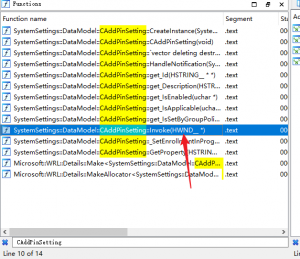 Functions
Function name Segment
SystemSettings::DataModel::CAddPinSetting::CreateInstance(System .text 00
SystemSettings::DataModel::CAddPinSetting::CAddPinSetting(void) .text 00
SystemSettings::DataModel::CAddPinSetting::`vector deleting destr .text 00
SystemSettings::DataModel::CAddPinSetting::HandleNotification(Sy .text 00
SystemSettings::DataModel::CAddPinSetting::get_Id(HSTRING__ * *) .text 00
SystemSettings::DataModel::CAddPinSetting::get_Description(HSTRI .text 00
SystemSettings::DataModel::CAddPinSetting::get_IsEnabled(uchar *) .text 00
SystemSettings::DataModel::CAddPinSetting::get_IsApplicable(ucha .text 00
SystemSettings::DataModel::CAddPinSetting::get_IsSetByGroupPoli .text 00
SystemSettings::DataModel::CAddPinSetting::Invoke(HWND__ *) .text 00
SystemSettings::DataModel::CAddPinSetting::_SetEnrollmentInProg .text 00
SystemSettings::DataModel::CAddPinSetting::GetProperty(HSTRIN .text 00
Microsoft::WRL::Details::Make<SystemSettings::DataModel::CAddP .text 00
Microsoft::WRL::Details::MakeAllocator<SystemSettings::DataMod .text 00
CAddPinSetting
Line 10 of 14